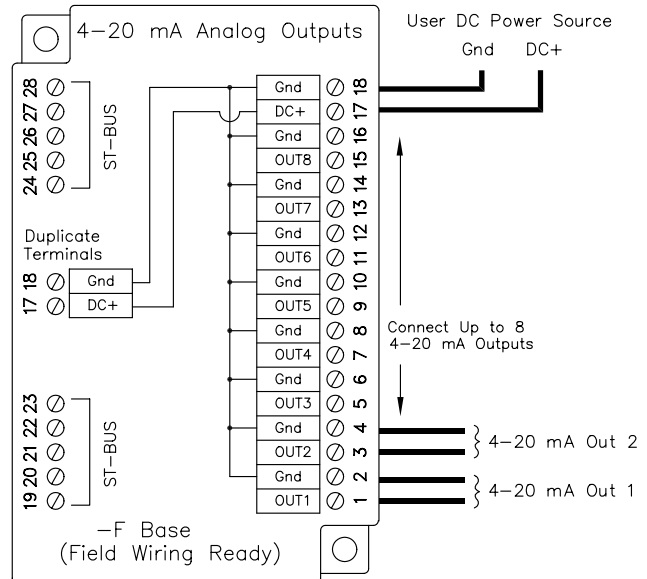 4-20 mA Analog Outputs
User DC Power Source
Gnd DC+
28
27
26
25
24
ST-BUS
Duplicate
Terminals
18 Gnd
17 DC+
23
22
21
20
19
ST-BUS
Gnd 18
DC+ 17
Gnd 16
OUT8 15
Gnd 14
OUT7 13
Gnd 12
OUT6 11
Gnd 10
OUT5 9
Gnd 8
OUT4 7
Gnd 6
OUT3 5
Gnd 4
OUT2 3
Gnd 2
OUT1 1
Connect Up to 8
4-20 mA Outputs
4-20 mA Out 2
4-20 mA Out 1
-F Base
(Field Wiring Ready)